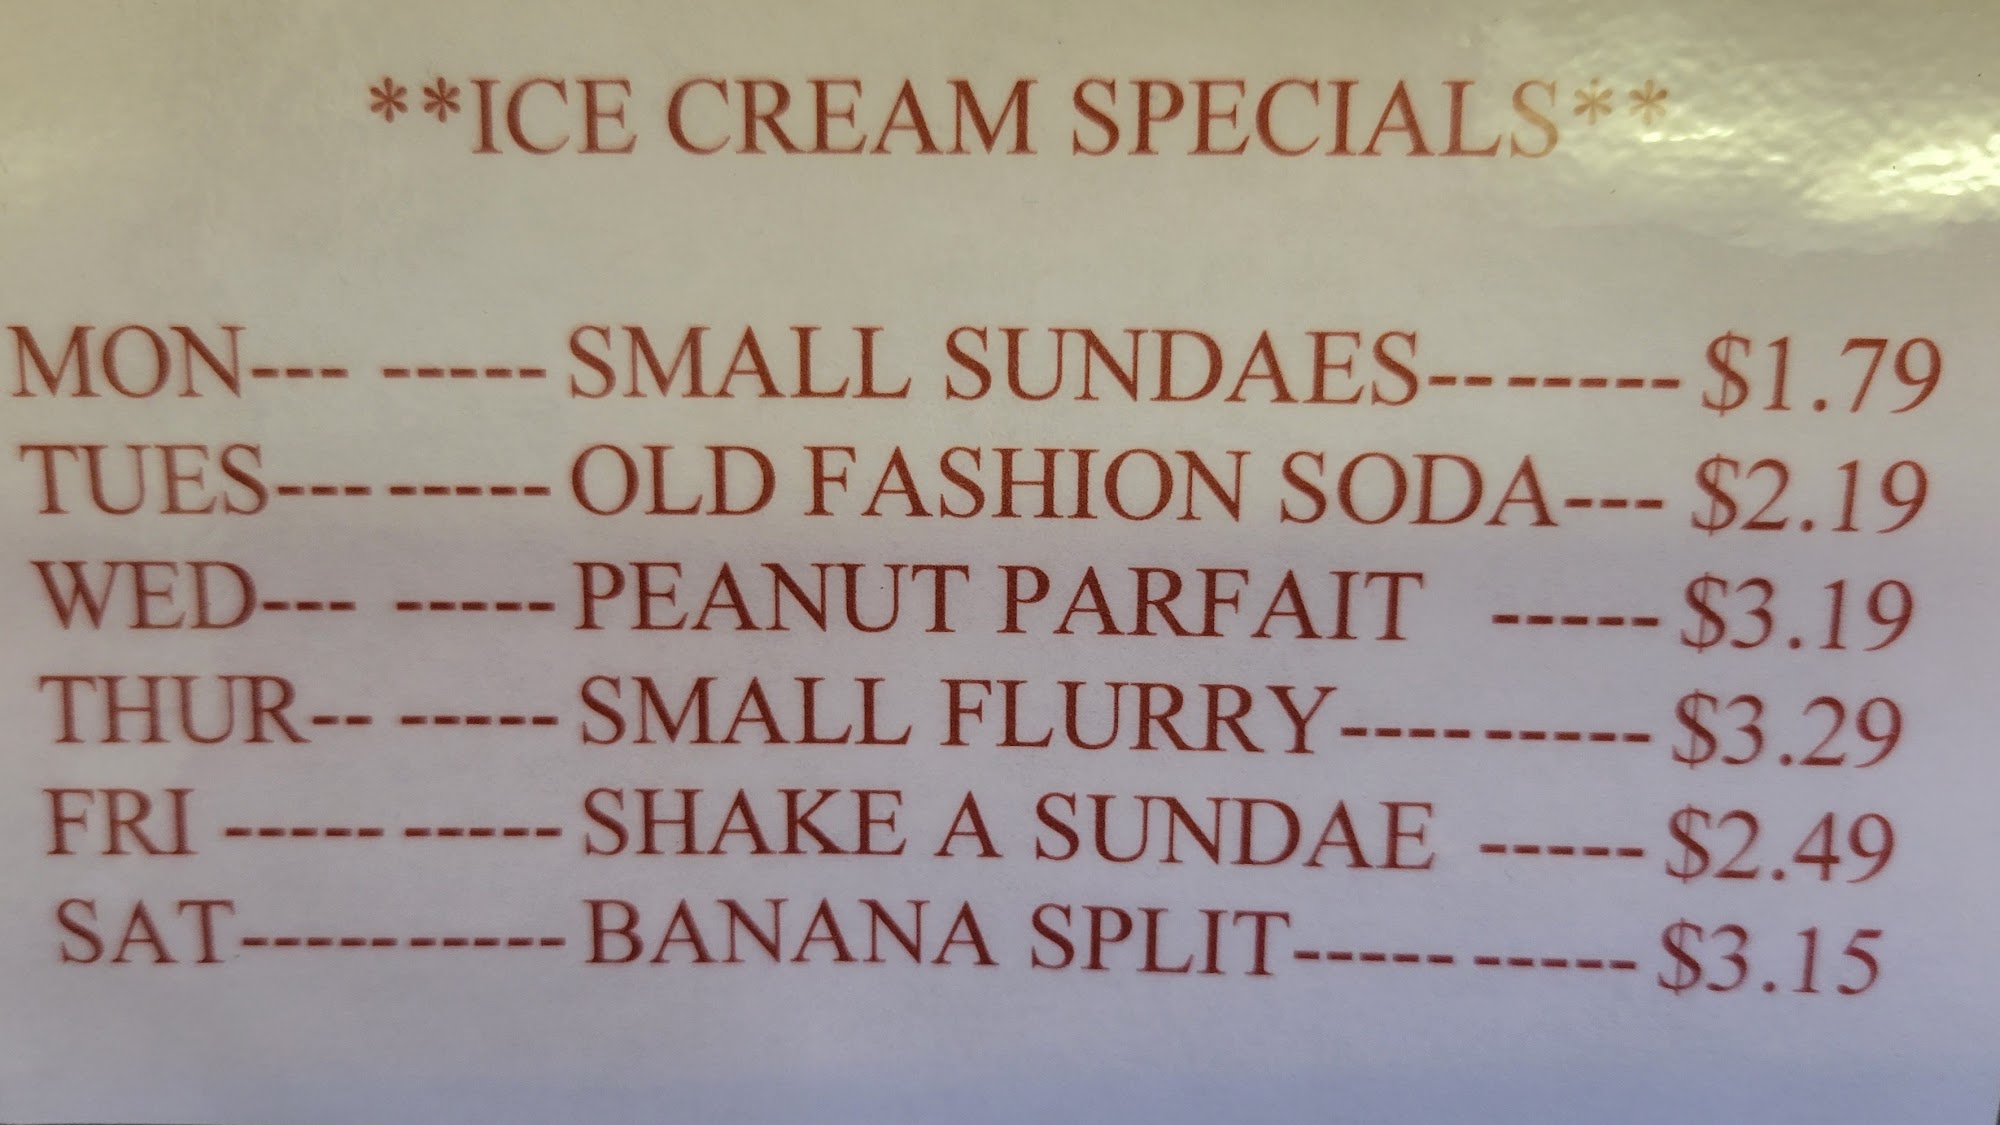 **ICE CREAM SPECIALS**
MON--- ----- SMALL SUNDAES-------- $1.79
TUES--- ----- OLD FASHION SODA--- $2.19
WED--- ----- PEANUT PARFAIT ----- $3.19
THUR-- ----- SMALL FLURRY--------- $3.29
FRI ----- ----- SHAKE A SUNDAE ----- $2.49
SAT----- ----- BANANA SPLIT----- ----- $3.15